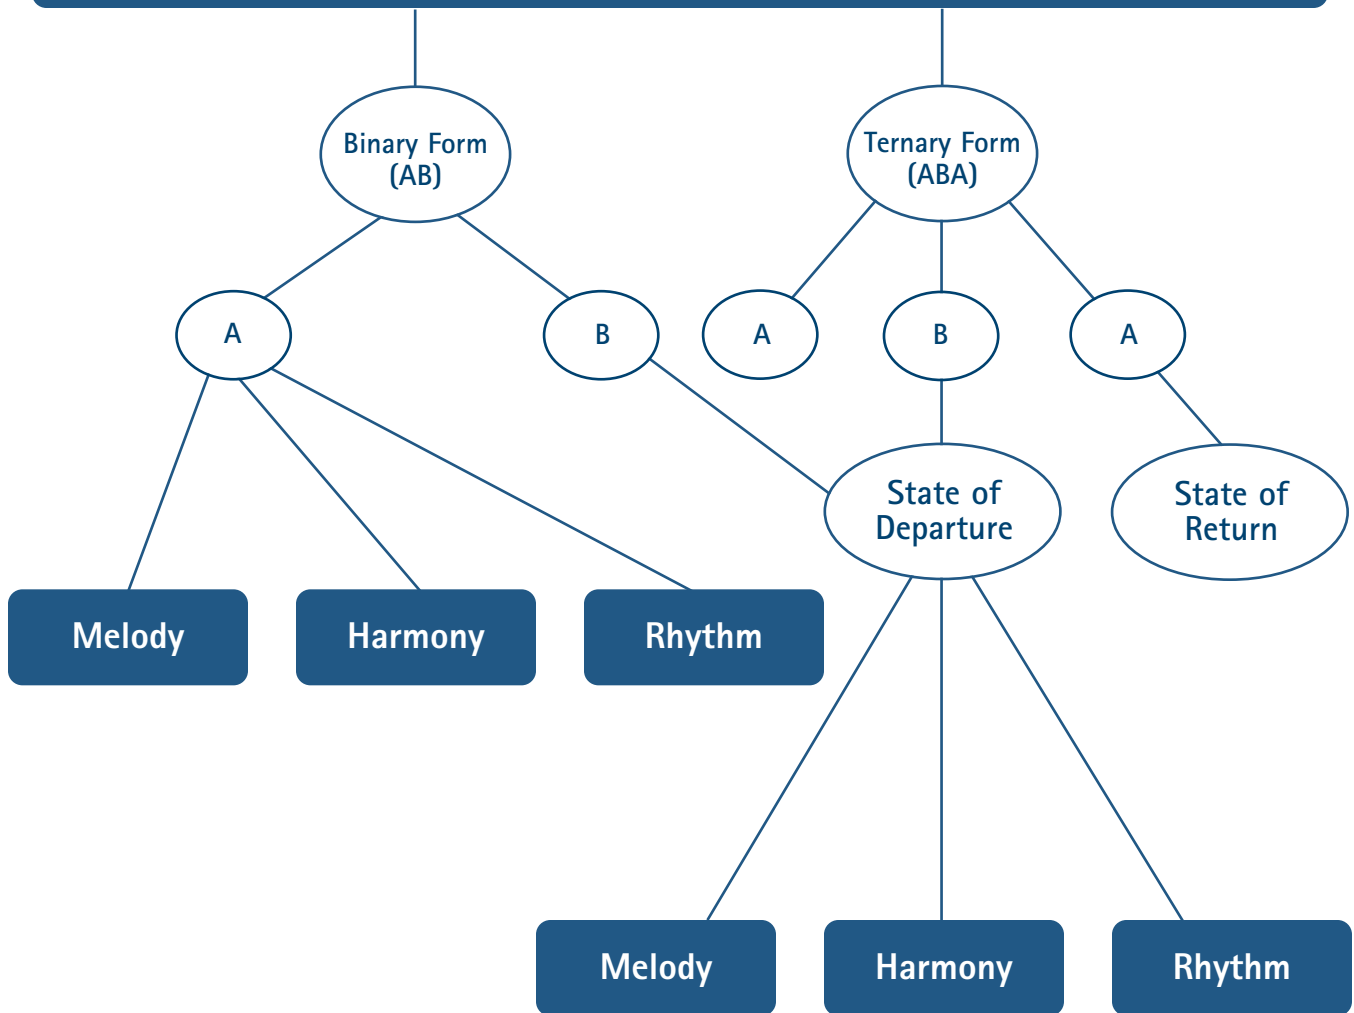 Binary Form
(AB)
Ternary Form
(ABA)
A
B
A
B
A
State of
Departure
State of
Return
Melody
Harmony
Rhythm
Melody
Harmony
Rhythm